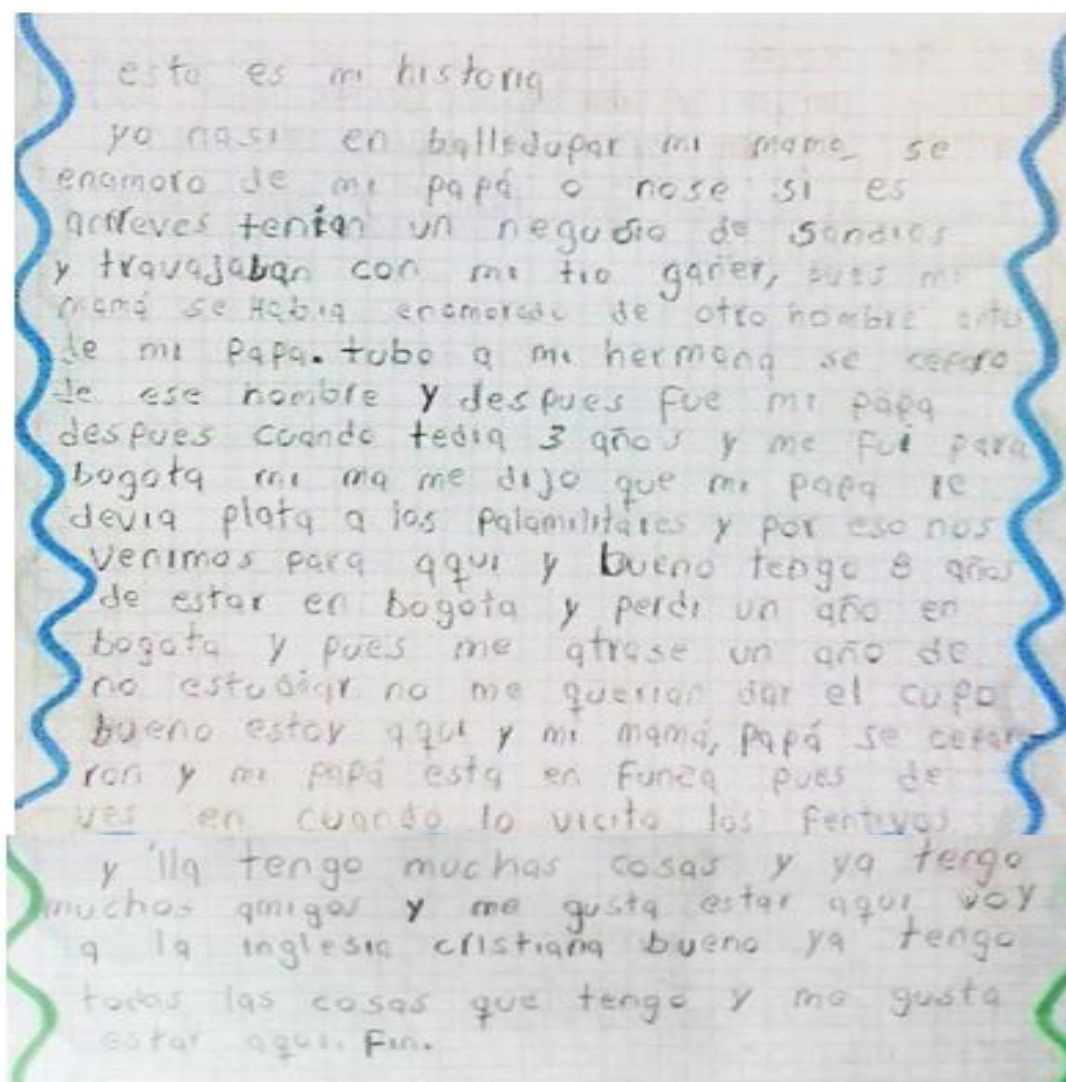 esta es mi historia
yo nasi en balledupar mi mama se
enamoro de mi papá o nose si es
alreves tenian un negosio de sandias
y travajaban con mi tio garier, pues mi
mamá se Habia enamorado de otro hombre antes
de mi Papa. tubo a mi hermana se separo
de ese hombre y despues fue mi papa
despues cuando tedia 3 años y me fui para
bogota mi ma me dijo que mi papa le
devia plata a los palamilitares y por eso nos
venimos para aqui y bueno tengo 8 años
de estar en bogota y perdi un año en
bogota y pues me atrase un año de
no estudiar no me querian dar el cupo
bueno estoy aqui y mi mamá, papá se cepar
ron y mi papá esta en Funza pues de
ves en cuando lo vicito los fentivos
y lla tengo muchas cosas y ya tengo
muchos amigos y me gusta estar aqui voy
a la inglesia cristiana bueno ya tengo
todas las cosas que tengo y me gusta
estar aqui. Fin.